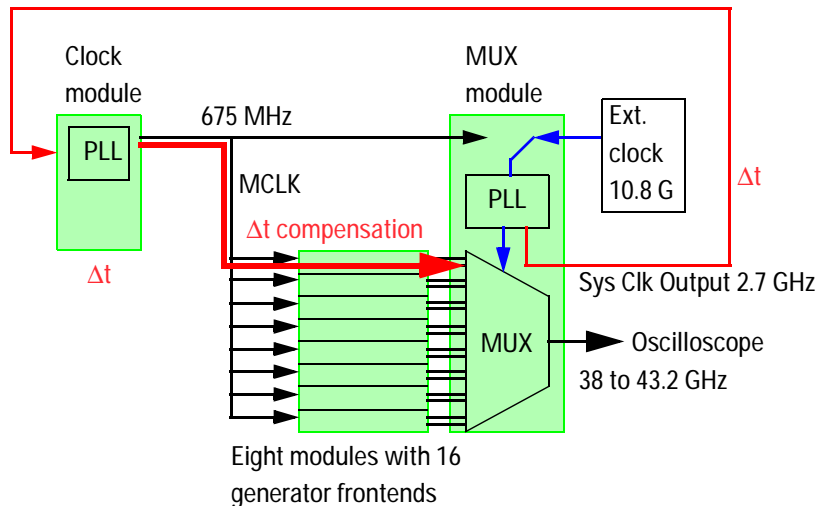 Clock
module
MUX
module
675 MHz
Ext.
clock
10.8 G
PLL
Δt
MCLK
PLL
Δt compensation
Δt
Sys Clk Output 2.7 GHz
MUX
Oscilloscope
38 to 43.2 GHz
Eight modules with 16
generator frontends